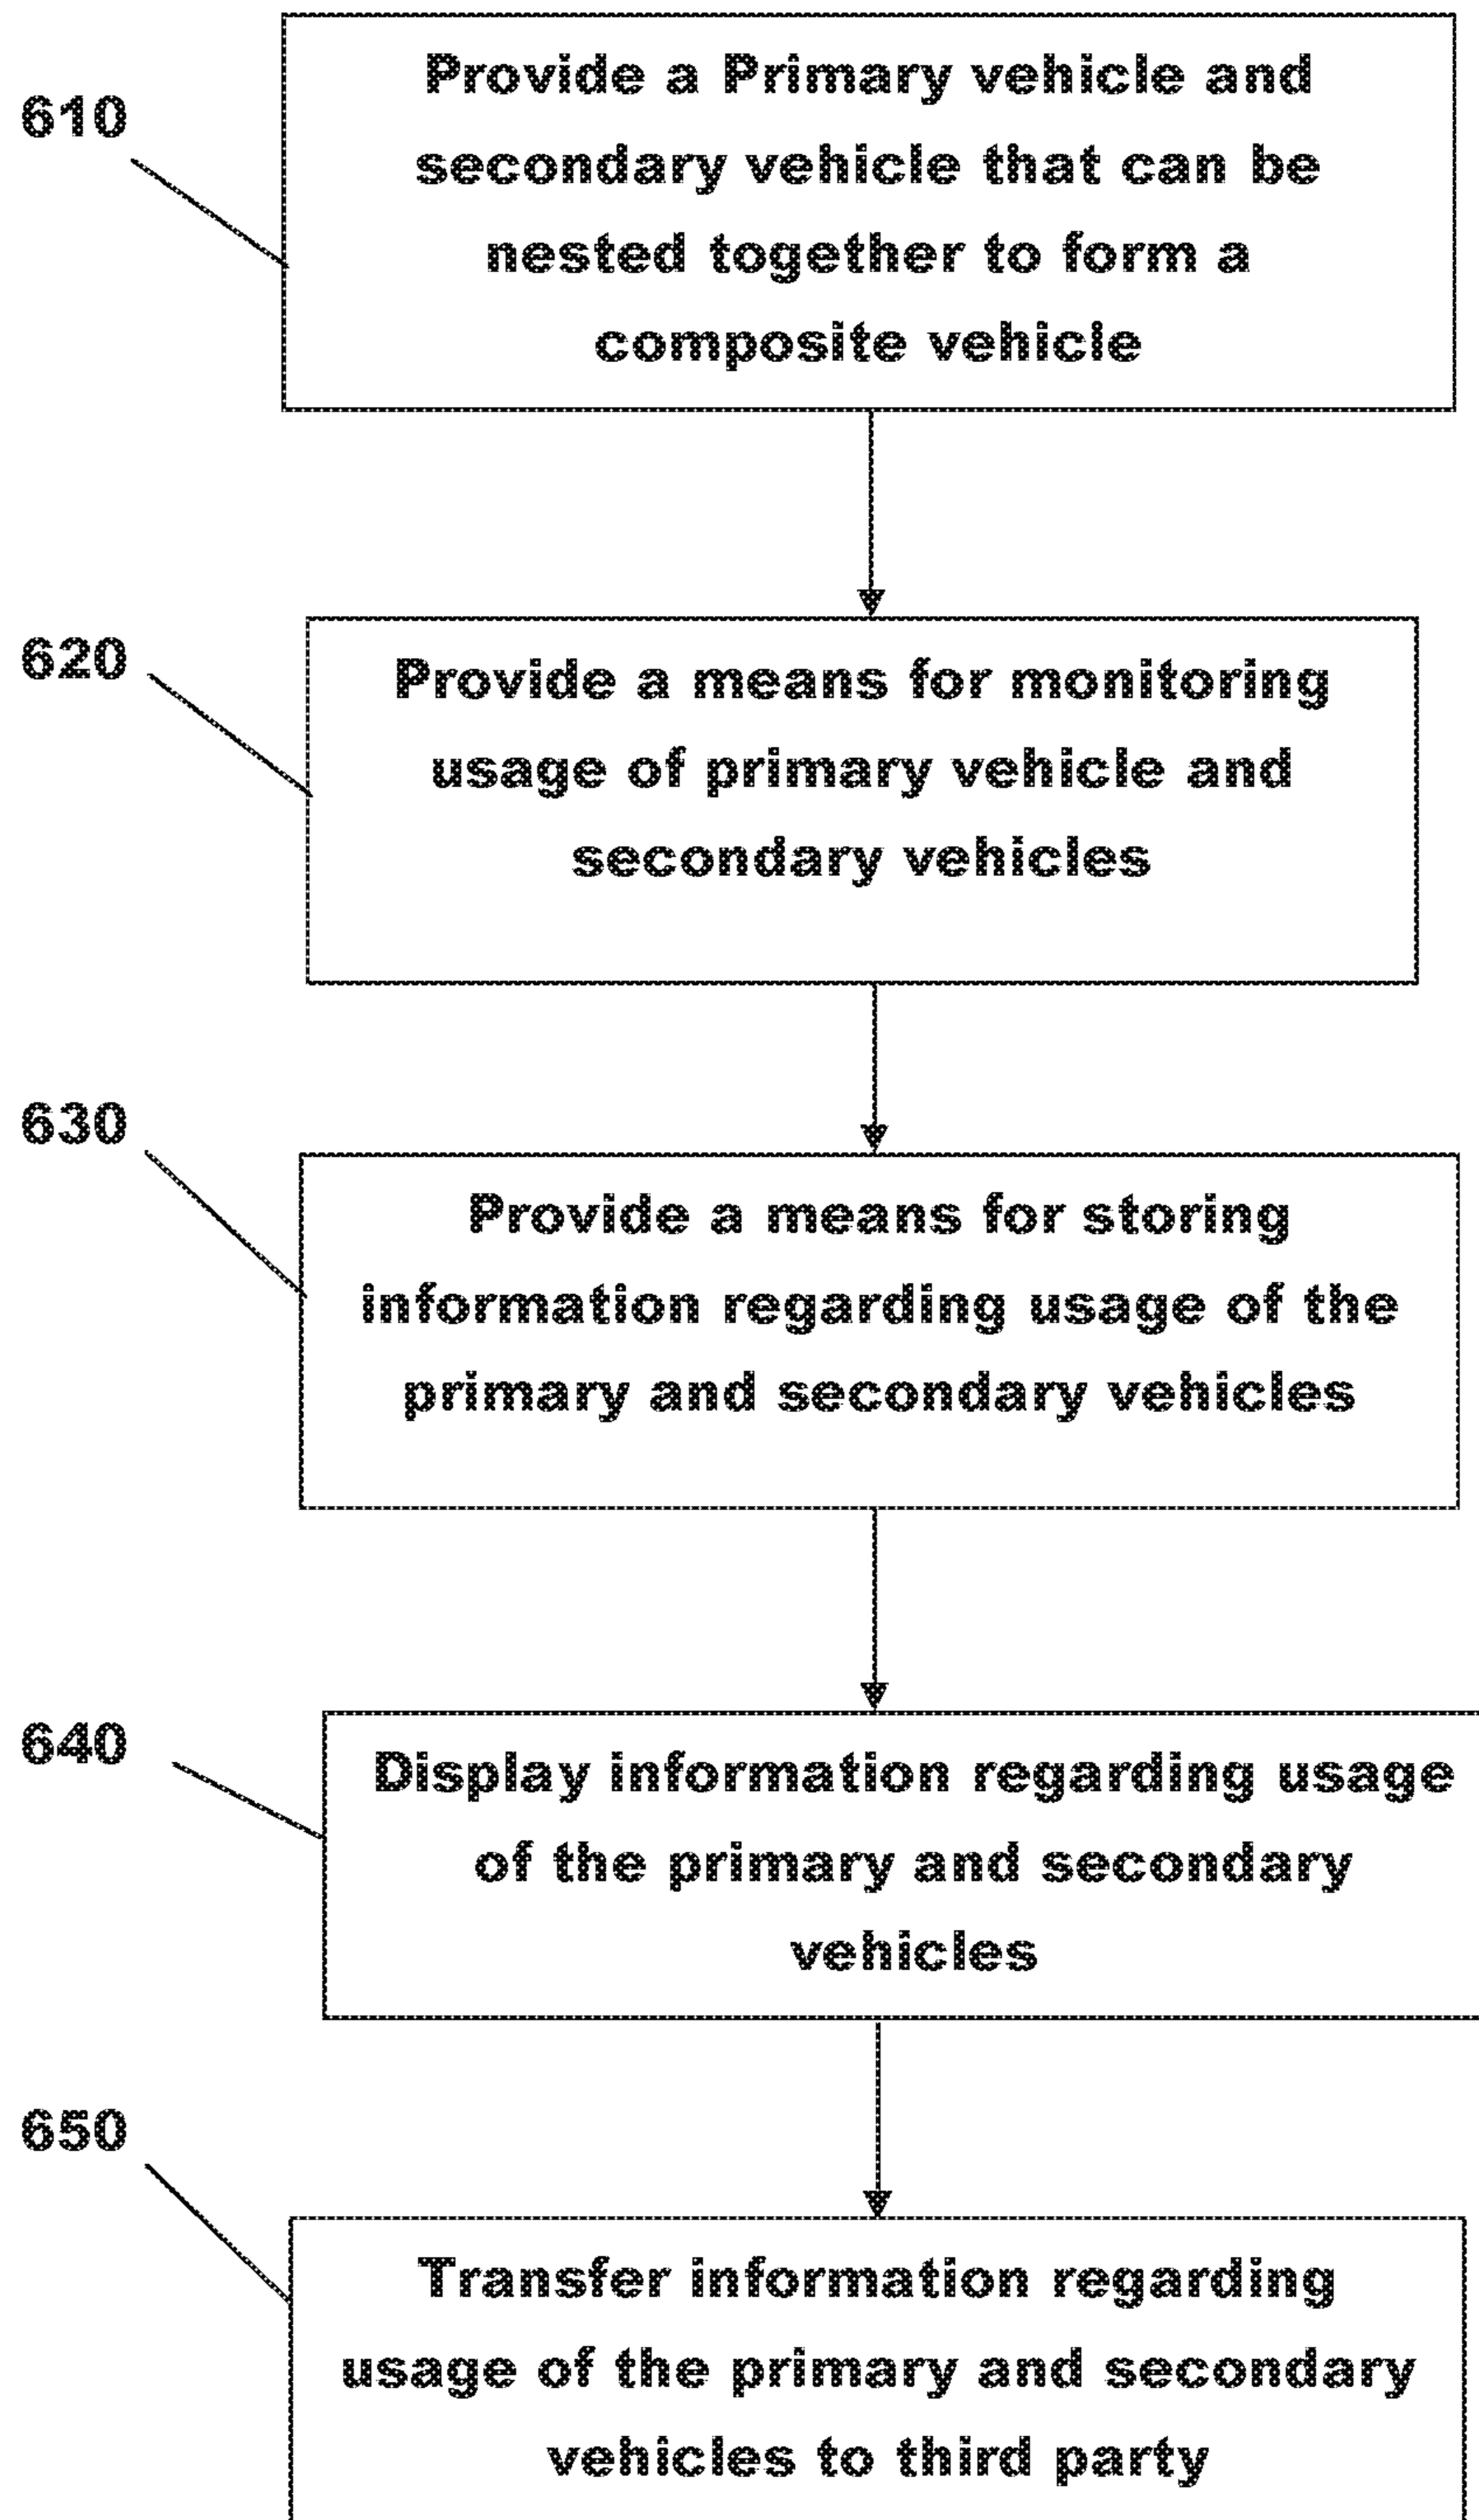 610
Provide a Primary vehicle and
secondary vehicle that can be
nested together to form a
composite vehicle
620
Provide a means for monitoring
usage of primary vehicle and
secondary vehicles
630
Provide a means for storing
information regarding usage of the
primary and secondary vehicles
640
Display information regarding usage
of the primary and secondary
vehicles
650
Transfer information regarding
usage of the primary and secondary
vehicles to third party